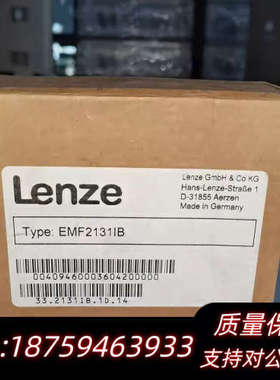 Lenze
Lenze GmbH & Co KG
Hans-Lenze-Straße 1
D-31855 Aerzen
Made in Germany
Type: EMF2131IB
00409460003604200000
33.2131IB.1D.14
质量保
:18759463933
支持对公